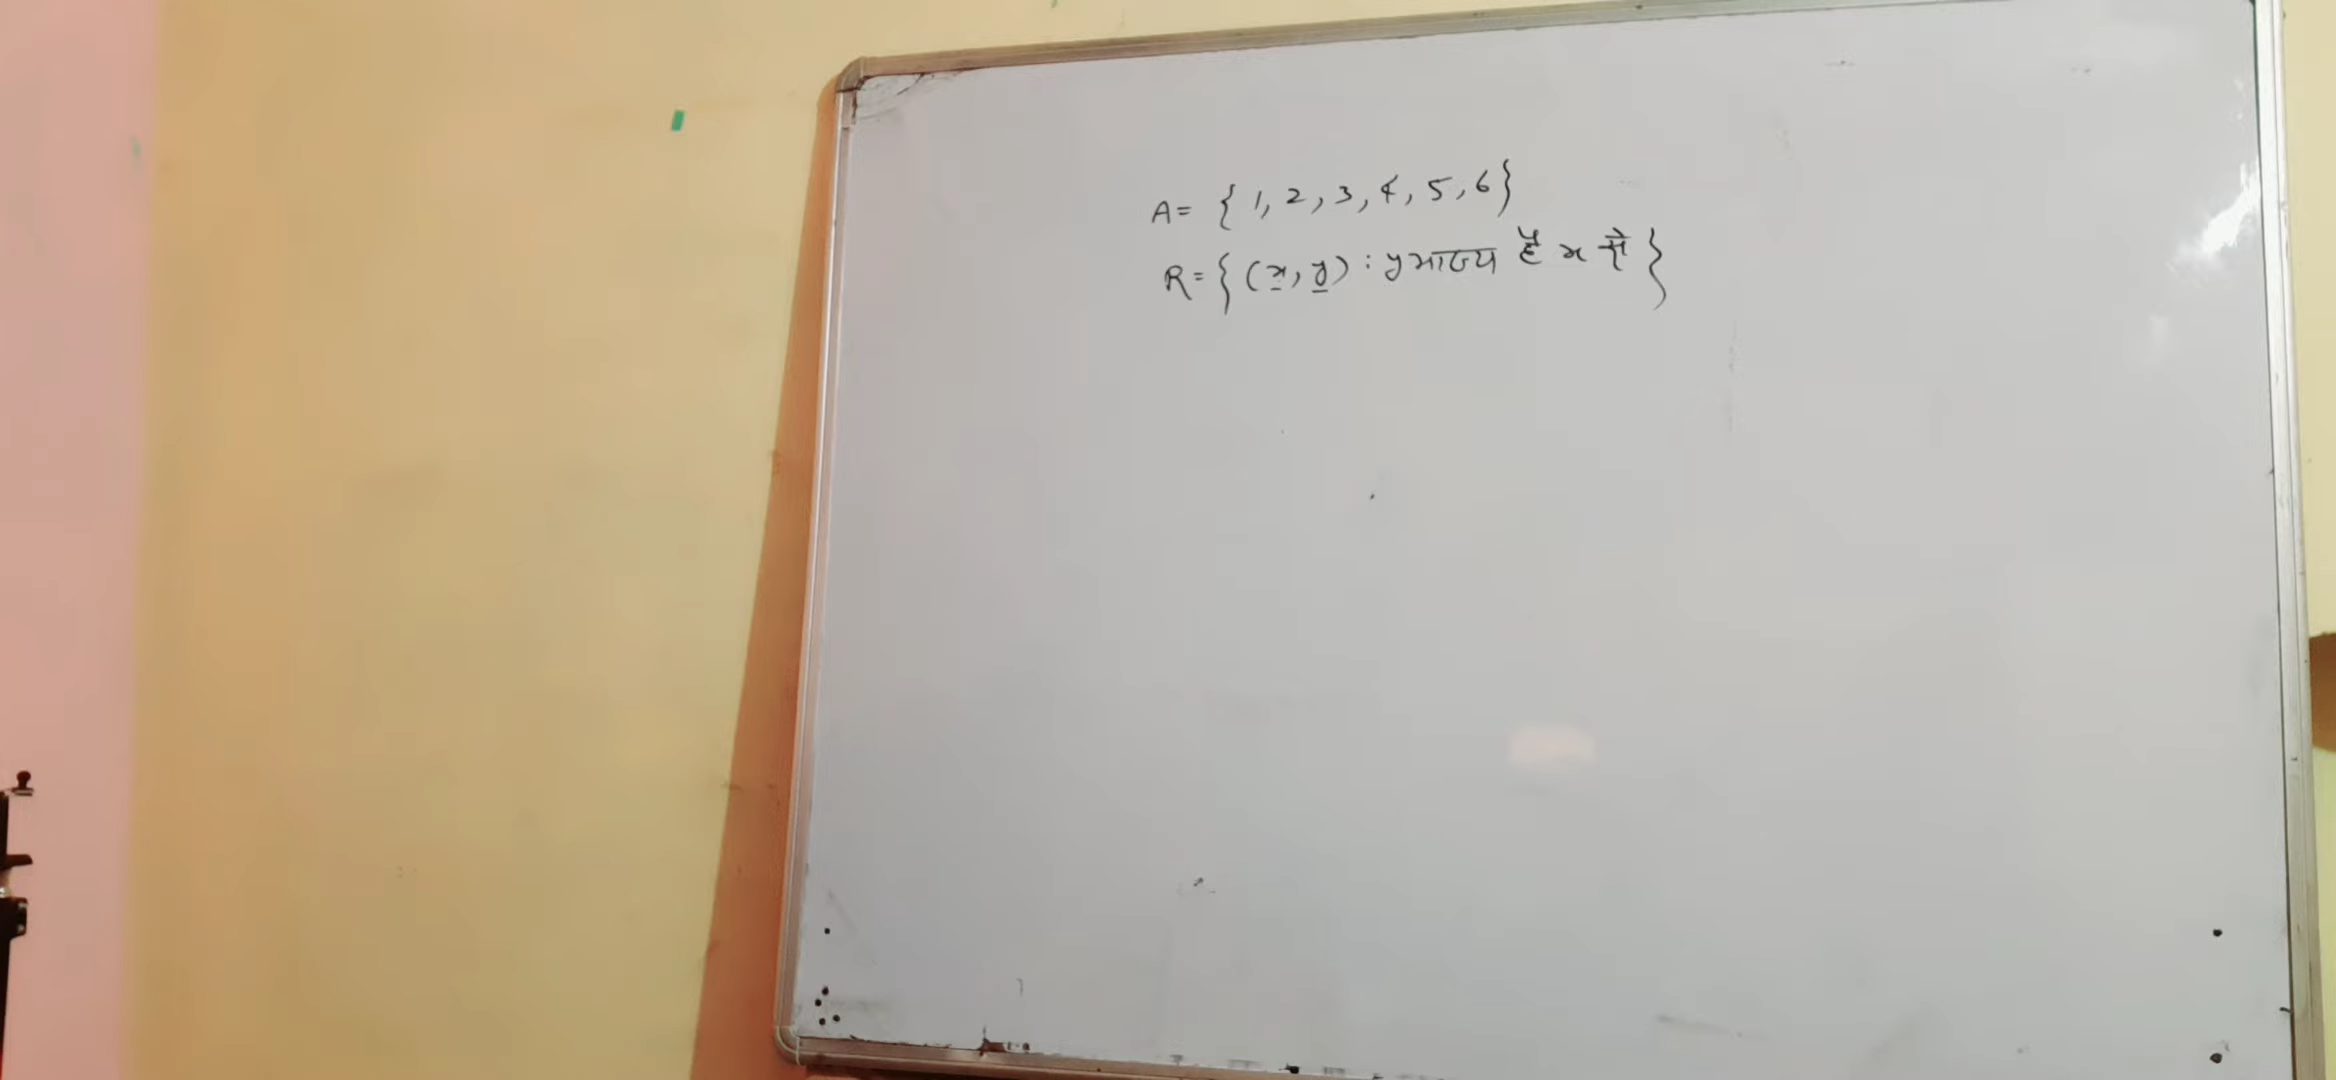 A = { 1, 2, 3, 4, 5, 6 }
R = { (x, y) : y भाज्य है x से }